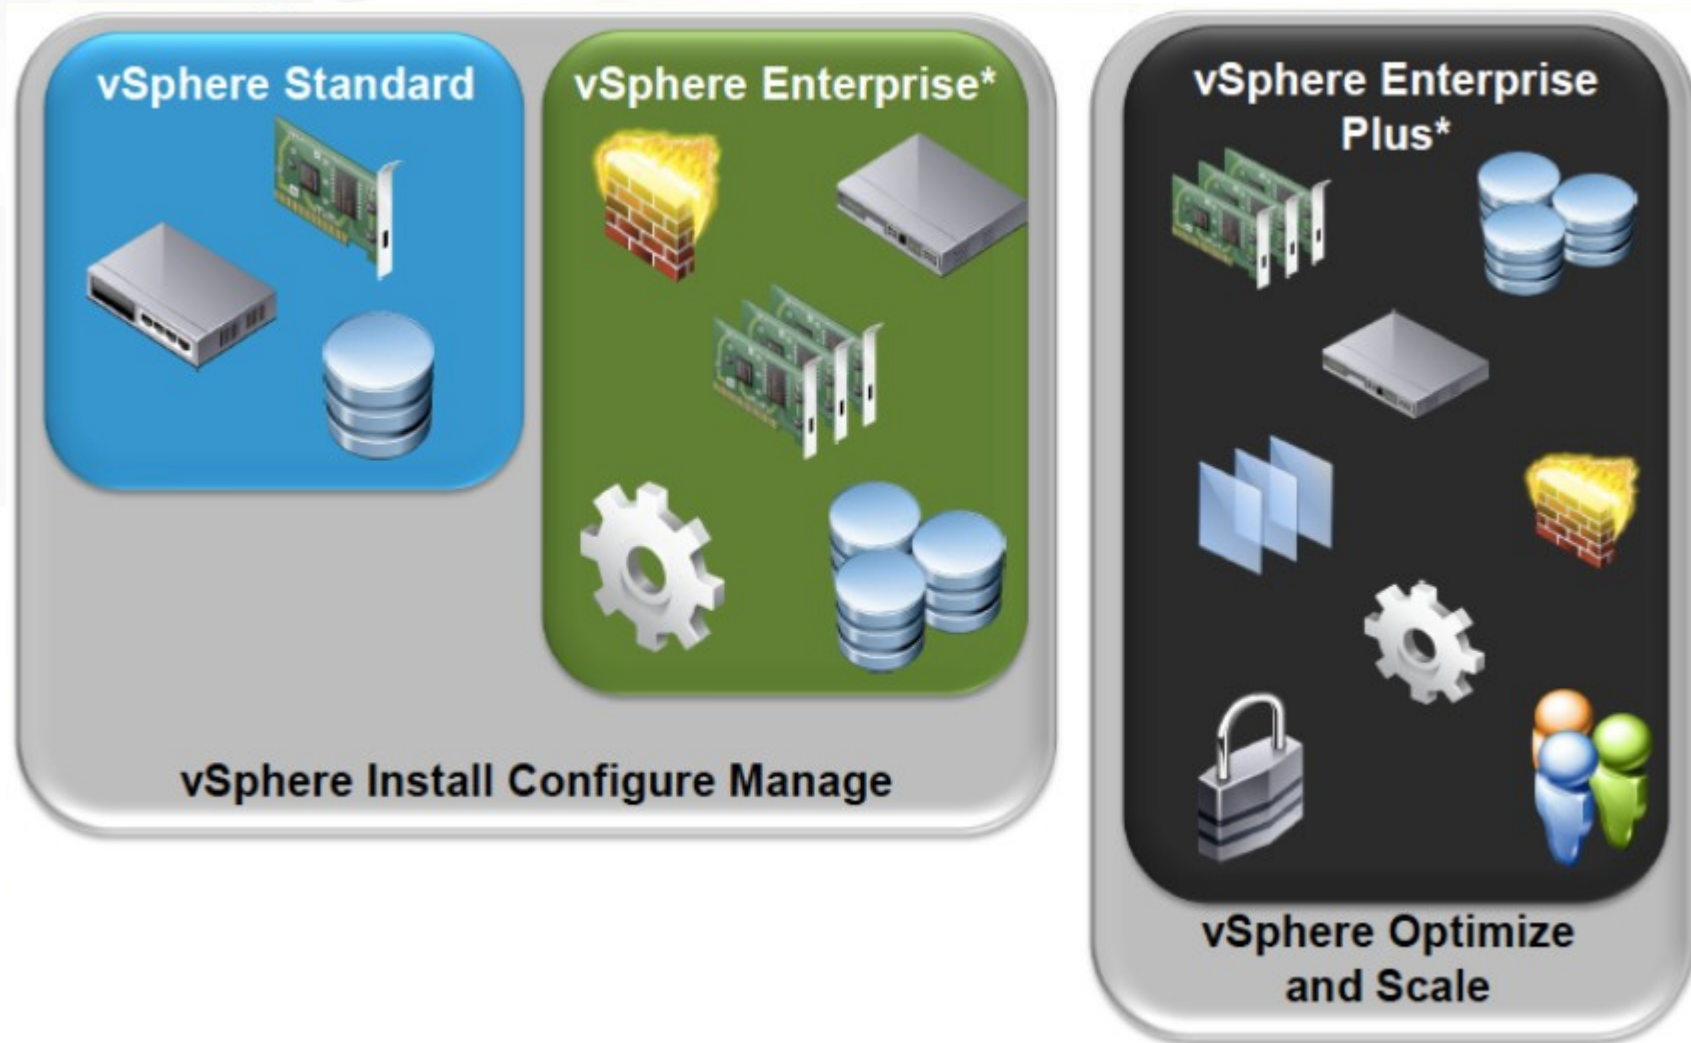 vSphere Standard
vSphere Enterprise*
vSphere Install Configure Manage
vSphere Enterprise
Plus*
vSphere Optimize
and Scale